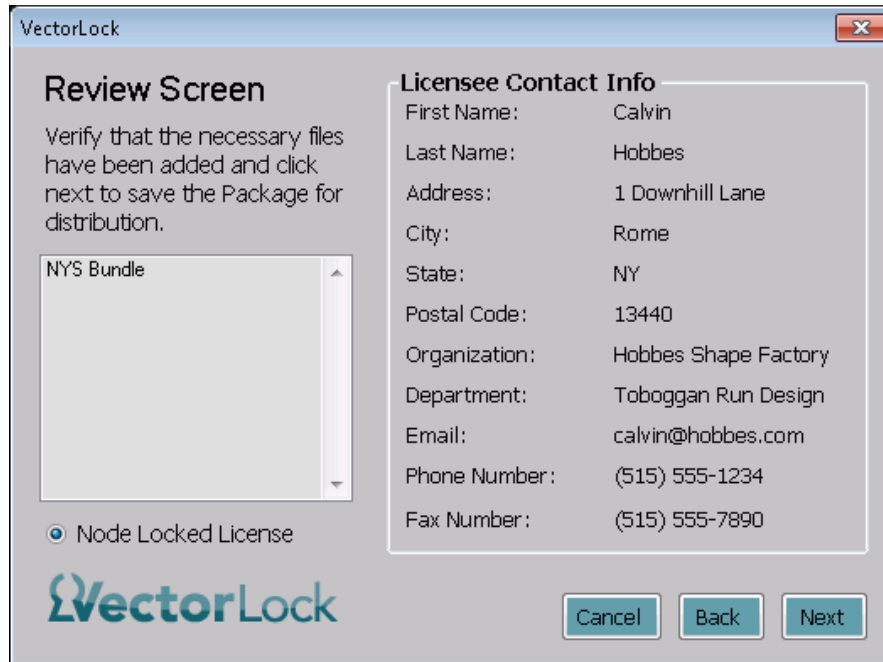 VectorLock
Review Screen
Verify that the necessary files
have been added and click
next to save the Package for
distribution.
NYS Bundle
Node Locked License
VectorLock
Licensee Contact Info
First Name: Calvin
Last Name: Hobbes
Address: 1 Downhill Lane
City: Rome
State: NY
Postal Code: 13440
Organization: Hobbes Shape Factory
Department: Toboggan Run Design
Email: calvin@hobbes.com
Phone Number: (515) 555-1234
Fax Number: (515) 555-7890
Cancel Back Next